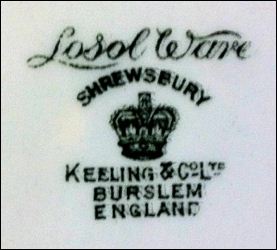 Losol Ware
SHREWSBURY
KEELING & Co LTD
BURSLEM
ENGLAND